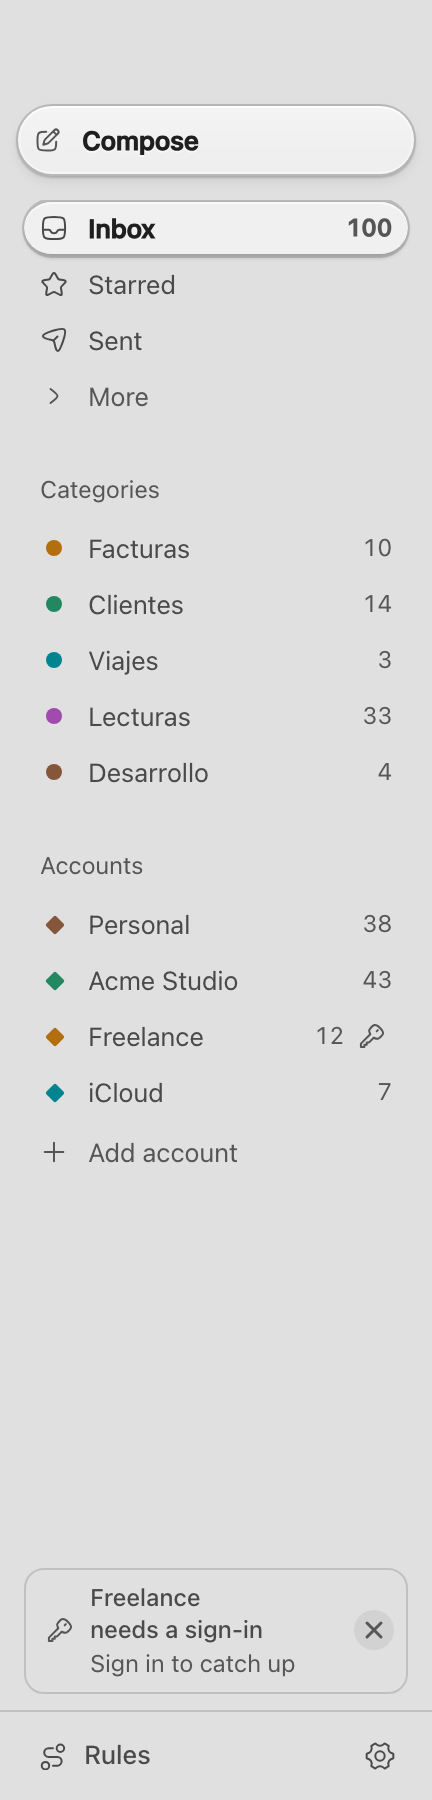 Compose
Inbox 100
Starred
Sent
More
Categories
Facturas 10
Clientes 14
Viajes 3
Lecturas 33
Desarrollo 4
Accounts
Personal 38
Acme Studio 43
Freelance 12
iCloud 7
Add account
Freelance
needs a sign-in
Sign in to catch up
Rules